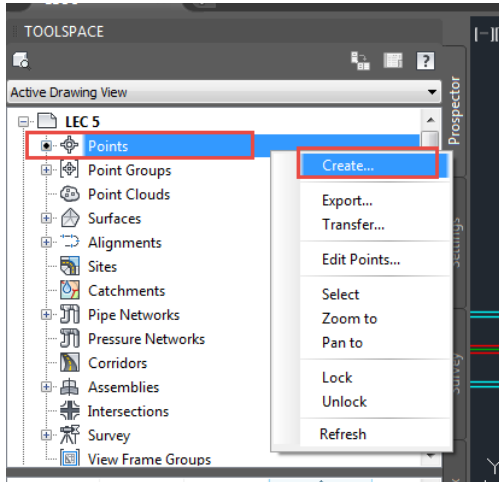 TOOLSPACE
Active Drawing View
LEC 5
Points
Point Groups
Point Clouds
Surfaces
Alignments
Sites
Catchments
Pipe Networks
Pressure Networks
Corridors
Assemblies
Intersections
Survey
View Frame Groups
Create...
Export...
Transfer...
Edit Points...
Select
Zoom to
Pan to
Lock
Unlock
Refresh
Prospector
Settings
Survey